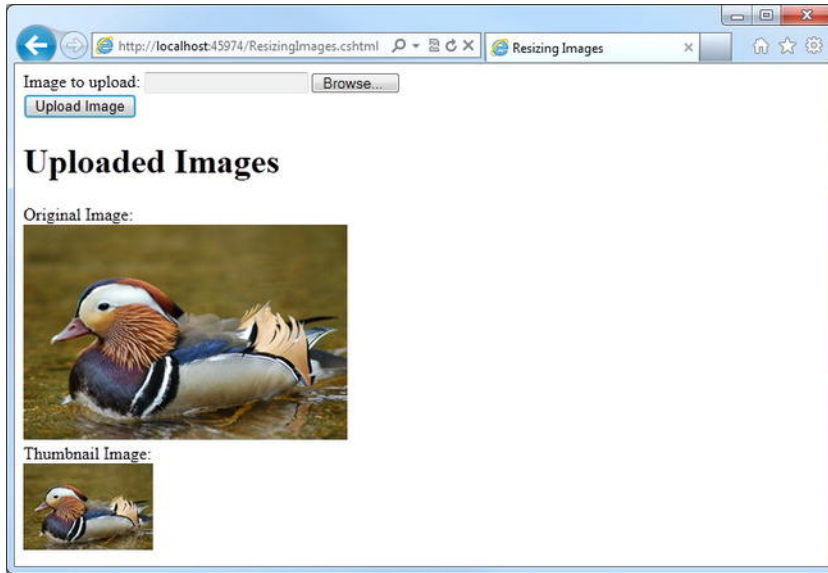 http://localhost:45974/ResizingImages.cshtml
Resizing Images
Image to upload:
Browse...
Upload Image
Uploaded Images
Original Image:
Thumbnail Image: